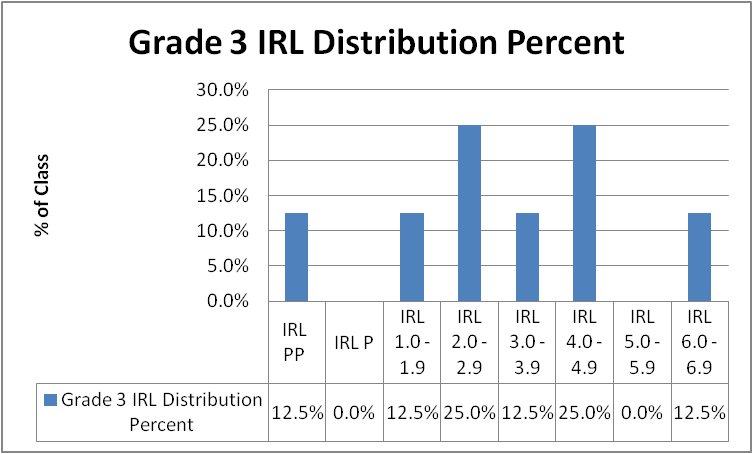 Grade 3 IRL Distribution Percent
% of Class
30.0%
25.0%
20.0%
15.0%
10.0%
5.0%
0.0%
IRL PP
IRL P
IRL 1.0 - 1.9
IRL 2.0 - 2.9
IRL 3.0 - 3.9
IRL 4.0 - 4.9
IRL 5.0 - 5.9
IRL 6.0 - 6.9
Grade 3 IRL Distribution
Percent
12.5% 0.0% 12.5% 25.0% 12.5% 25.0% 0.0% 12.5%